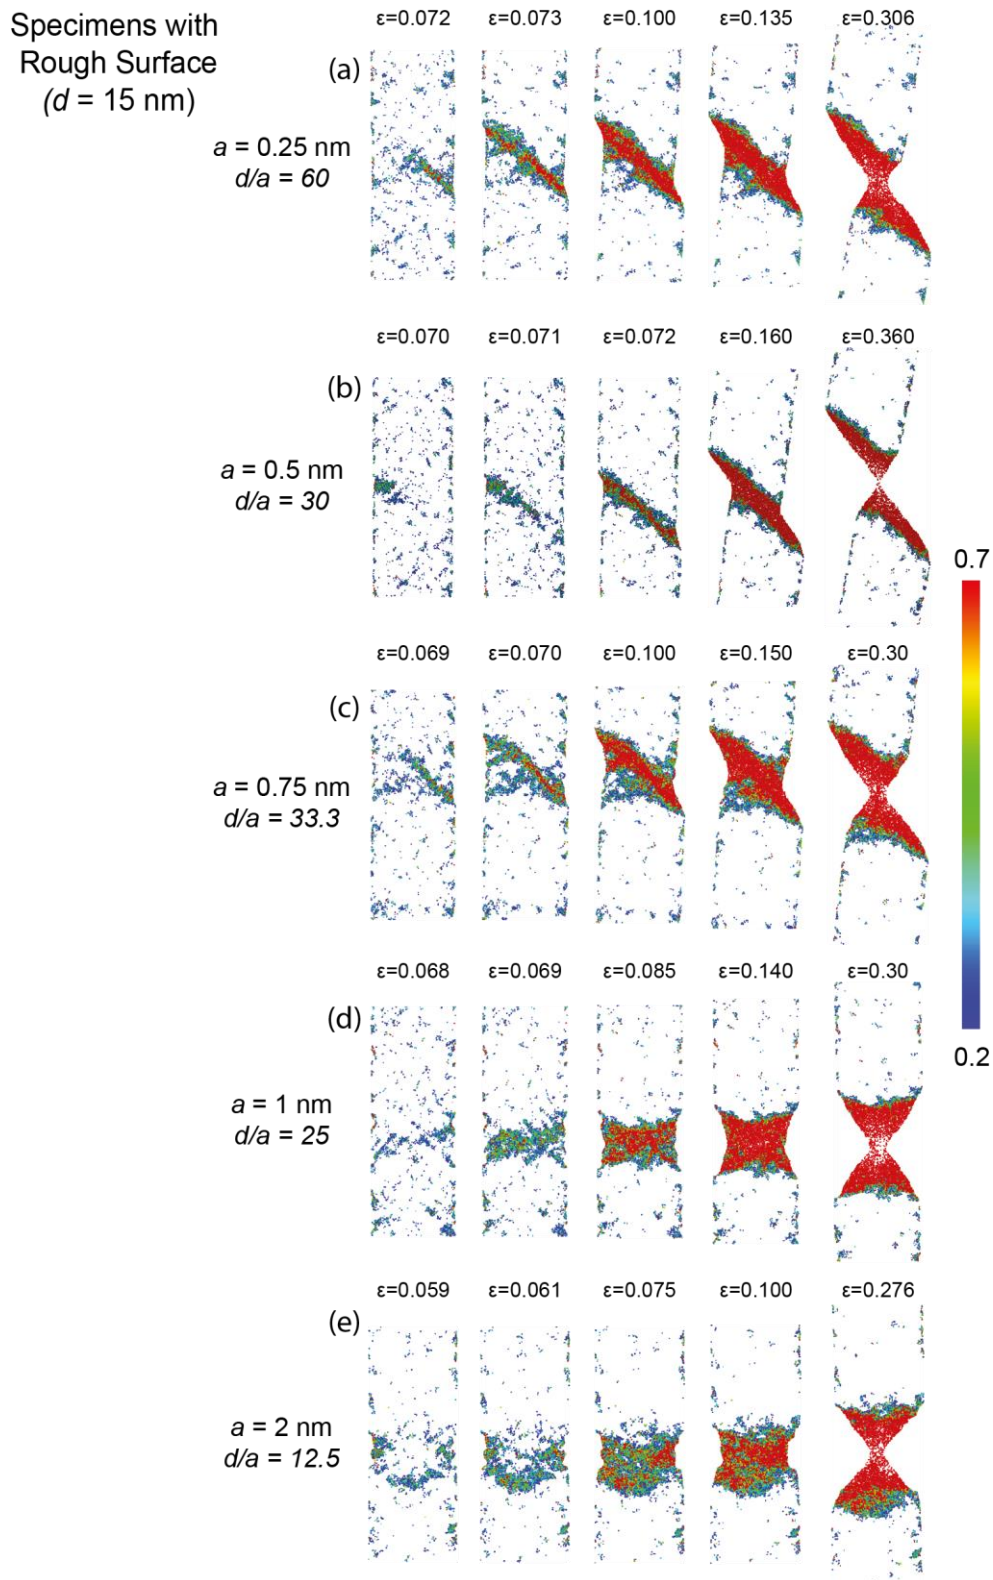 Specimens with
Rough Surface
(d = 15 nm)
ε=0.072 ε=0.073 ε=0.100 ε=0.135 ε=0.306
(a)
a = 0.25 nm
d/a = 60
ε=0.070 ε=0.071 ε=0.072 ε=0.160 ε=0.360
(b)
a = 0.5 nm
d/a = 30
0.7
ε=0.069 ε=0.070 ε=0.100 ε=0.150 ε=0.30
(c)
a = 0.75 nm
d/a = 33.3
ε=0.068 ε=0.069 ε=0.085 ε=0.140 ε=0.30
(d)
0.2
a = 1 nm
d/a = 25
ε=0.059 ε=0.061 ε=0.075 ε=0.100 ε=0.276
(e)
a = 2 nm
d/a = 12.5